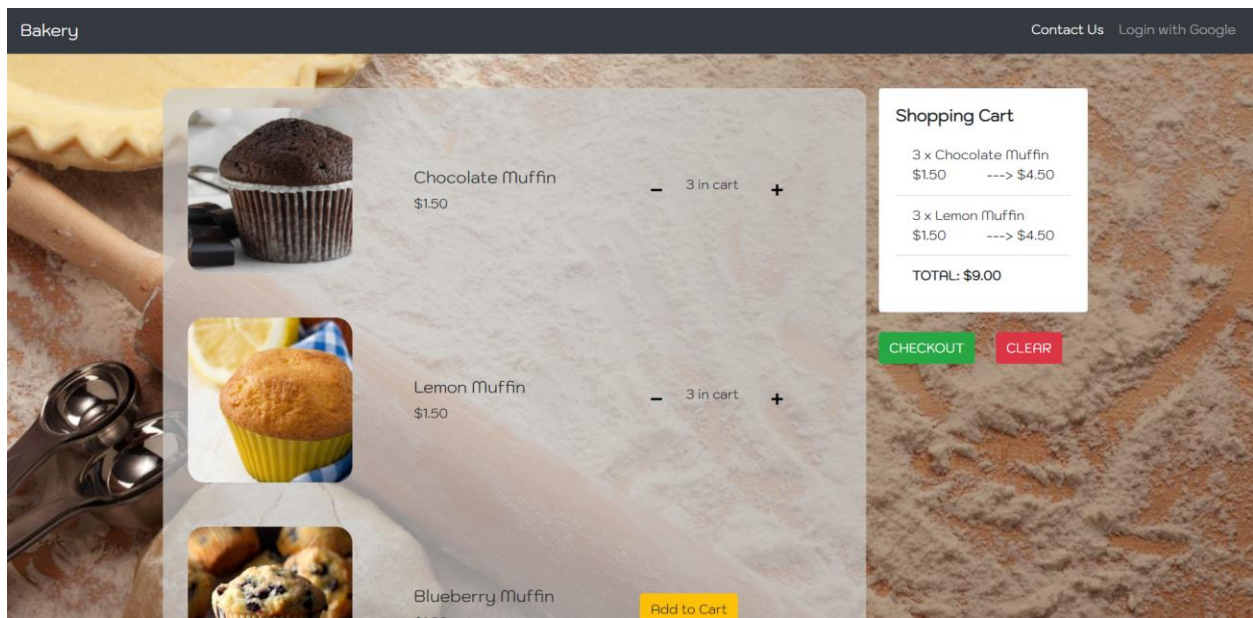 Bakery
Contact Us Login with Google
Chocolate Muffin
$1.50
3 in cart
Lemon Muffin
$1.50
3 in cart
Blueberry Muffin
Add to Cart
Shopping Cart
3 x Chocolate Muffin
$1.50 ---> $4.50
3 x Lemon Muffin
$1.50 ---> $4.50
TOTAL: $9.00
CHECKOUT CLEAR